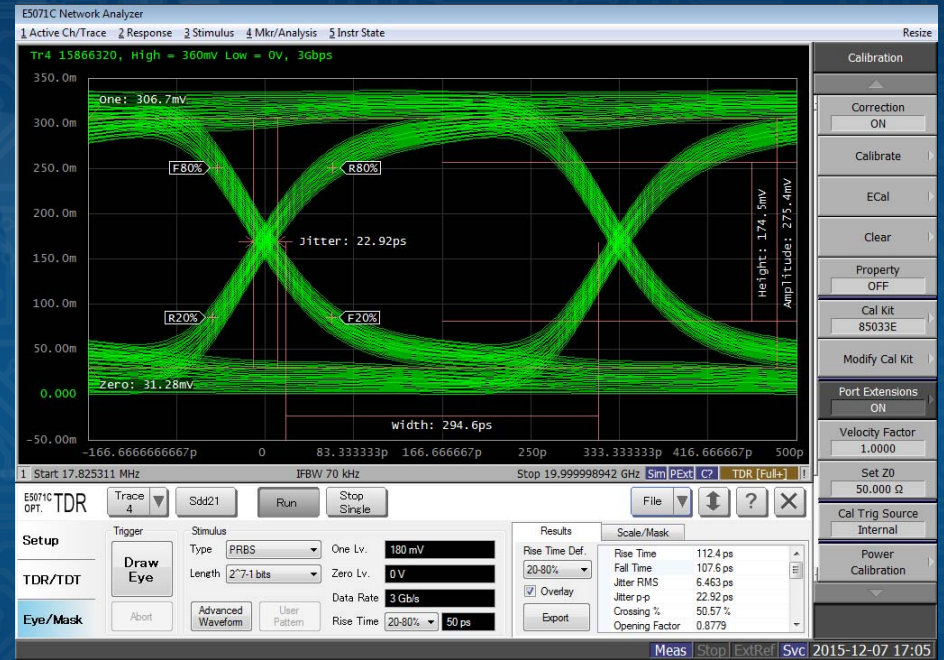 E5071C Network Analyzer
1 Active Ch/Trace 2 Response 3 Stimulus 4 Mkr/Analysis 5 Instr State Resize
Tr4 15866320, High = 360mV Low = 0V, 3Gbps
350.0m
One: 306.7mV
300.0m
250.0m
F80% R80%
200.0m
Jitter: 22.92ps
Height: 174.5mV
Amplitude: 275.4mV
150.0m
100.0m
R20% F20%
50.00m
Zero: 31.28mV
0.000
Width: 294.6ps
-50.00m
-166.6666666667p 0 83.333333p 166.666667p 250p 333.333333p 416.666667p 500p
1 Start 17.825311 MHz IFBW 70 kHz Stop 19.999998942 GHz Sim PExt C? TDR [Full+] !
Calibration
Correction
ON
Calibrate
ECal
Clear
Property
OFF
Cal Kit
85033E
Modify Cal Kit
Port Extensions
ON
Velocity Factor
1.0000
Set Z0
50.000 Ω
Cal Trig Source
Internal
Power
Calibration
E5071C
OPT. TDR
Trace
4
Sdd21
Run
Stop
Single
File
?
Setup
TDR/TDT
Eye/Mask
Trigger
Draw
Eye
Abort
Stimulus
Type PRBS One Lv. 180 mV
Length 2^7-1 bits Zero Lv. 0 V
Data Rate 3 Gb/s
Advanced
Waveform
User
Pattern
Rise Time 20-80% 50 ps
Results Scale/Mask
Rise Time Def.
20-80%
Overlay
Export
Rise Time 112.4 ps
Fall Time 107.6 ps
Jitter RMS 6.463 ps
Jitter p-p 22.92 ps
Crossing % 50.57 %
Opening Factor 0.8779
Meas Stop ExtRef Svc 2015-12-07 17:05